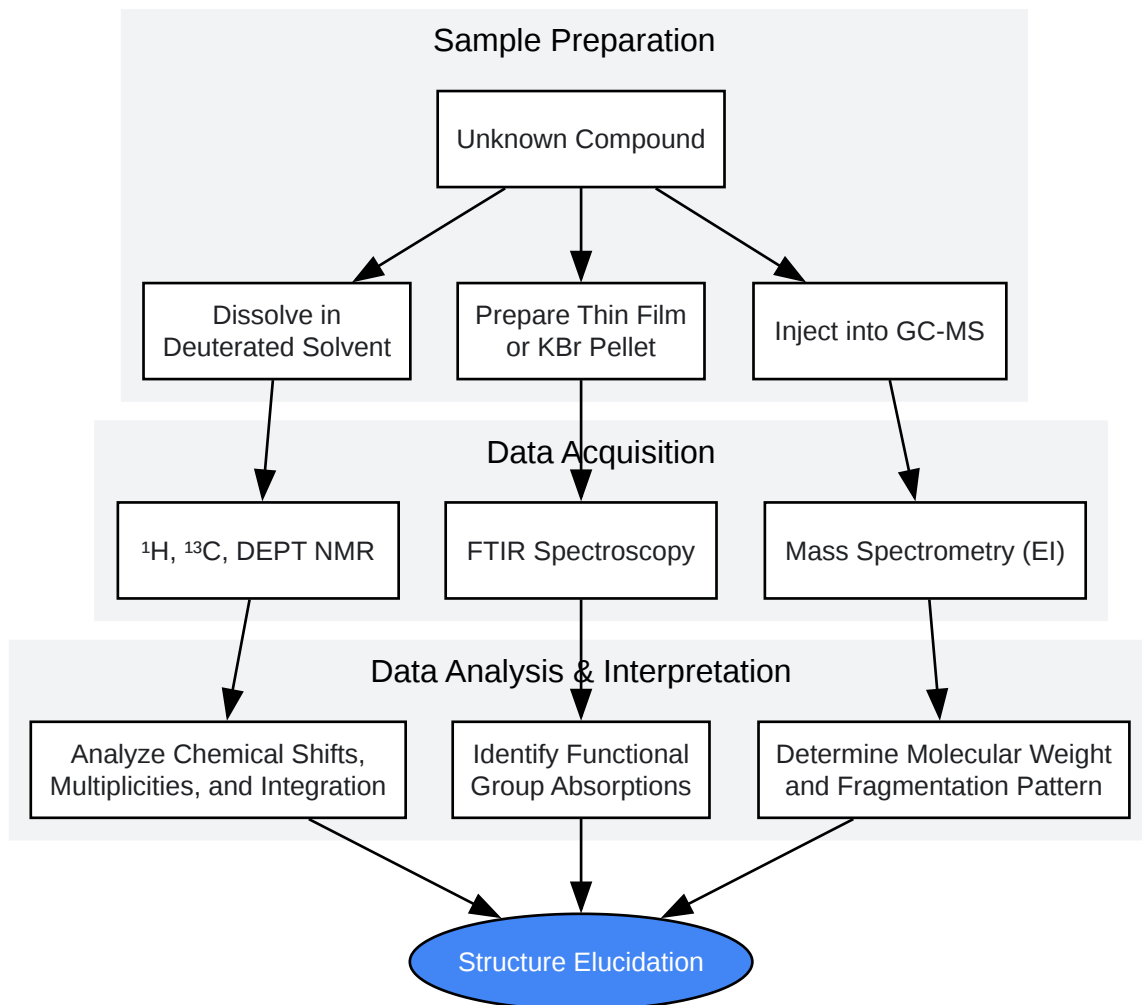 Sample Preparation
Unknown Compound
Dissolve in
Deuterated Solvent
Prepare Thin Film
or KBr Pellet
Inject into GC-MS
Data Acquisition
¹H, ¹³C, DEPT NMR
FTIR Spectroscopy
Mass Spectrometry (EI)
Data Analysis & Interpretation
Analyze Chemical Shifts,
Multiplicities, and Integration
Identify Functional
Group Absorptions
Determine Molecular Weight
and Fragmentation Pattern
Structure Elucidation